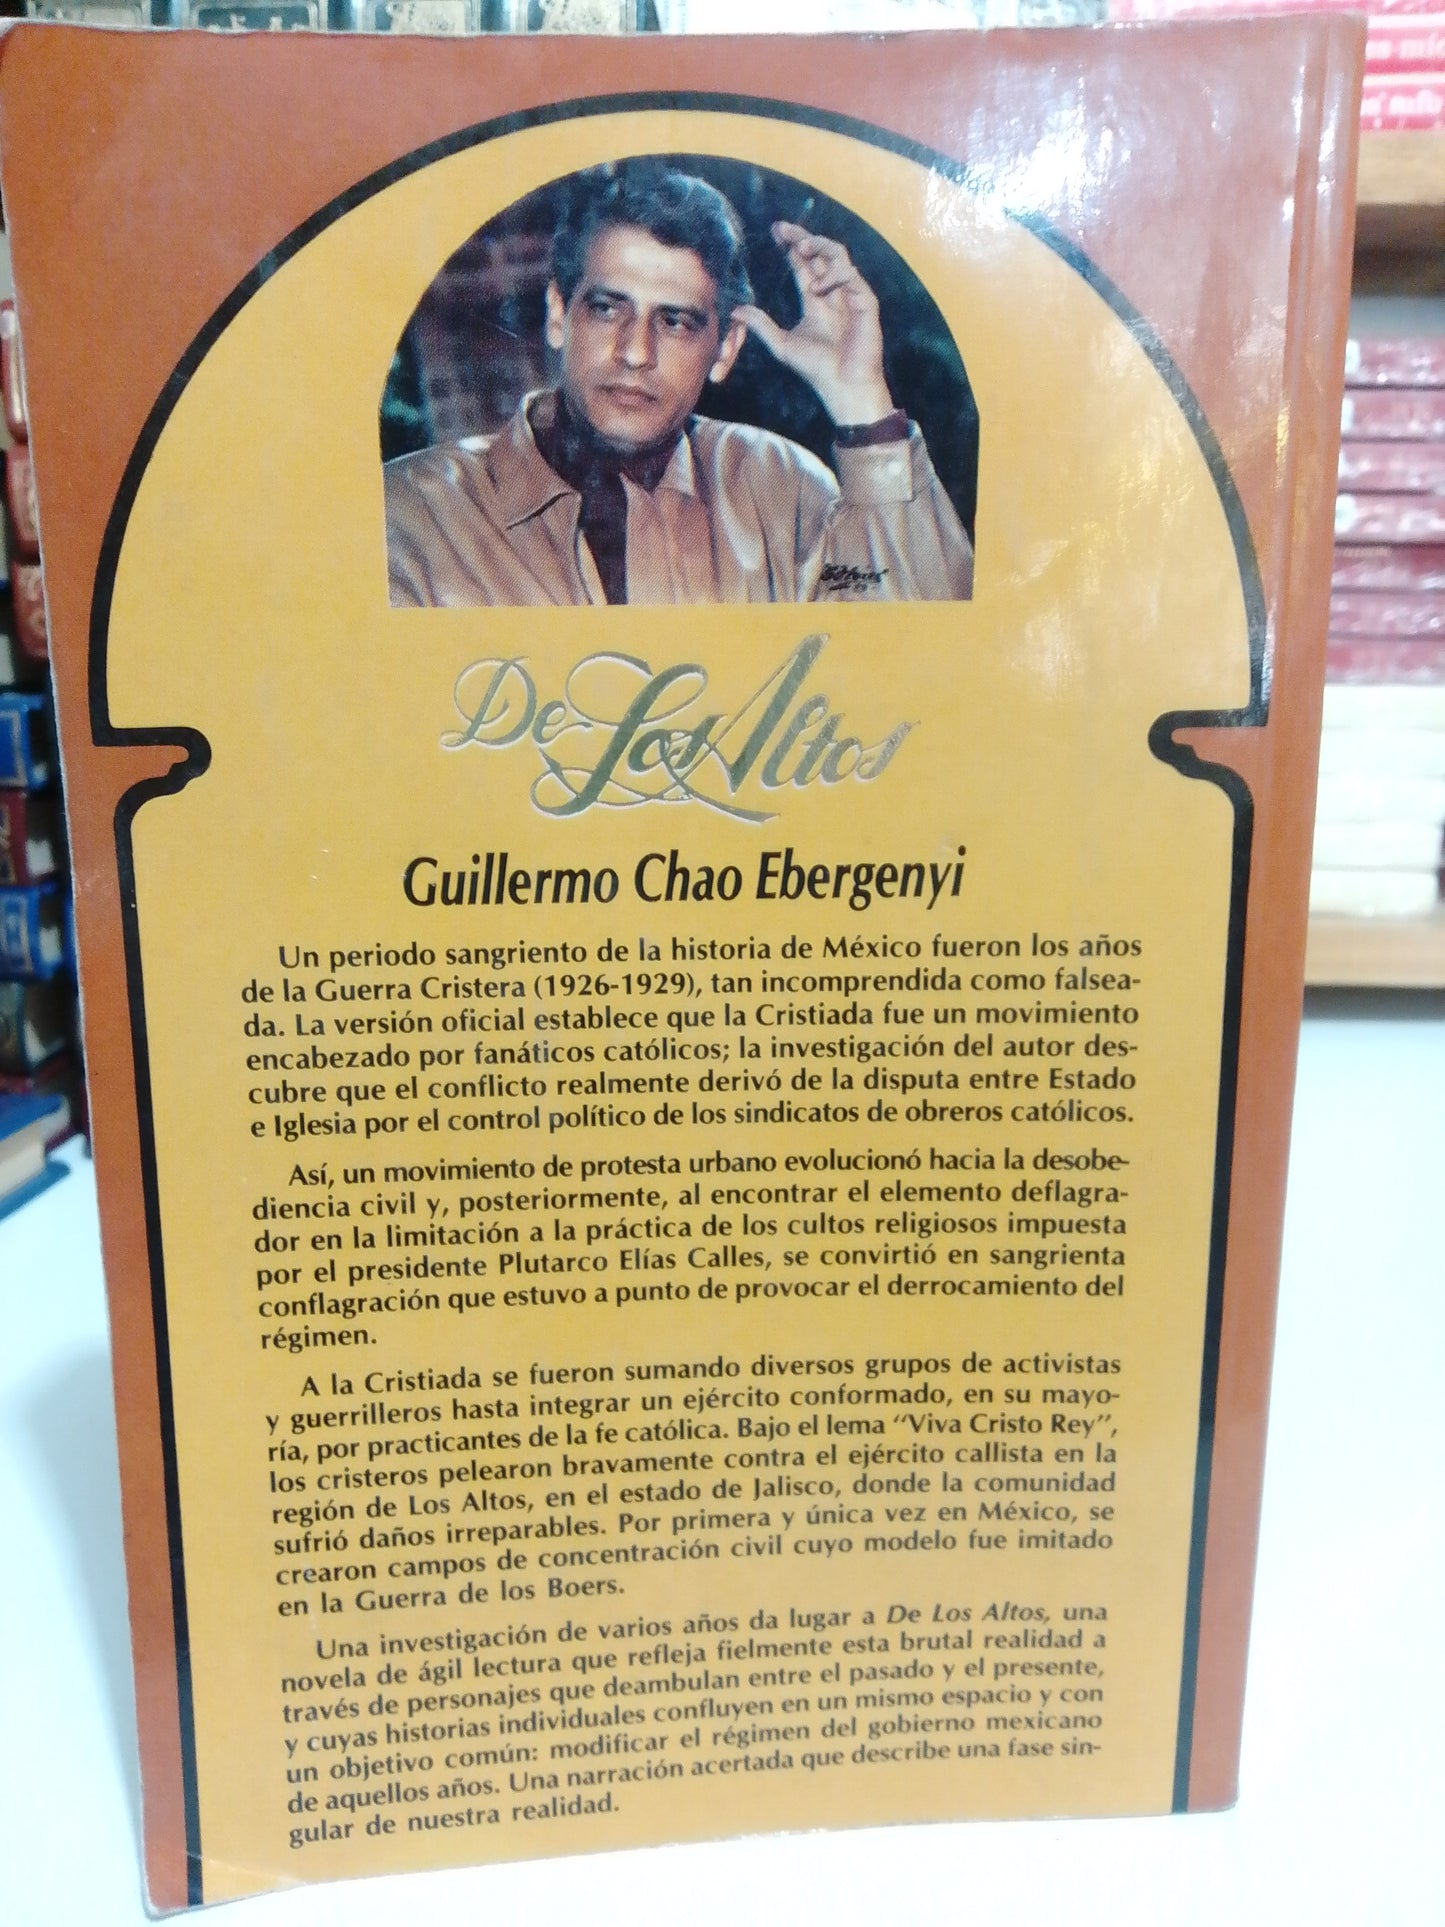 De Los Altos
Guillermo Chao Ebergenyi
Un periodo sangriento de la historia de México fueron los años
de la Guerra Cristera (1926-1929), tan incomprendida como falsea-
da. La versión oficial establece que la Cristiada fue un movimiento
encabezado por fanáticos católicos; la investigación del autor des-
cubre que el conflicto realmente derivó de la disputa entre Estado
e Iglesia por el control político de los sindicatos de obreros católicos.
Así, un movimiento de protesta urbano evolucionó hacia la desobe-
diencia civil y, posteriormente, al encontrar el elemento deflagra-
dor en la limitación a la práctica de los cultos religiosos impuesta
por el presidente Plutarco Elías Calles, se convirtió en sangrienta
conflagración que estuvo a punto de provocar el derrocamiento del
régimen.
A la Cristiada se fueron sumando diversos grupos de activistas
y guerrilleros hasta integrar un ejército conformado, en su mayo-
ría, por practicantes de la fe católica. Bajo el lema "Viva Cristo Rey",
los cristeros pelearon bravamente contra el ejército callista en la
región de Los Altos, en el estado de Jalisco, donde la comunidad
sufrió daños irreparables. Por primera y única vez en México, se
crearon campos de concentración civil cuyo modelo fue imitado
en la Guerra de los Boers.
Una investigación de varios años da lugar a De Los Altos, una
novela de ágil lectura que refleja fielmente esta brutal realidad a
través de personajes que deambulan entre el pasado y el presente,
y cuyas historias individuales confluyen en un mismo espacio y con
un objetivo común: modificar el régimen del gobierno mexicano
de aquellos años. Una narración acertada que describe una fase sin-
gular de nuestra realidad.